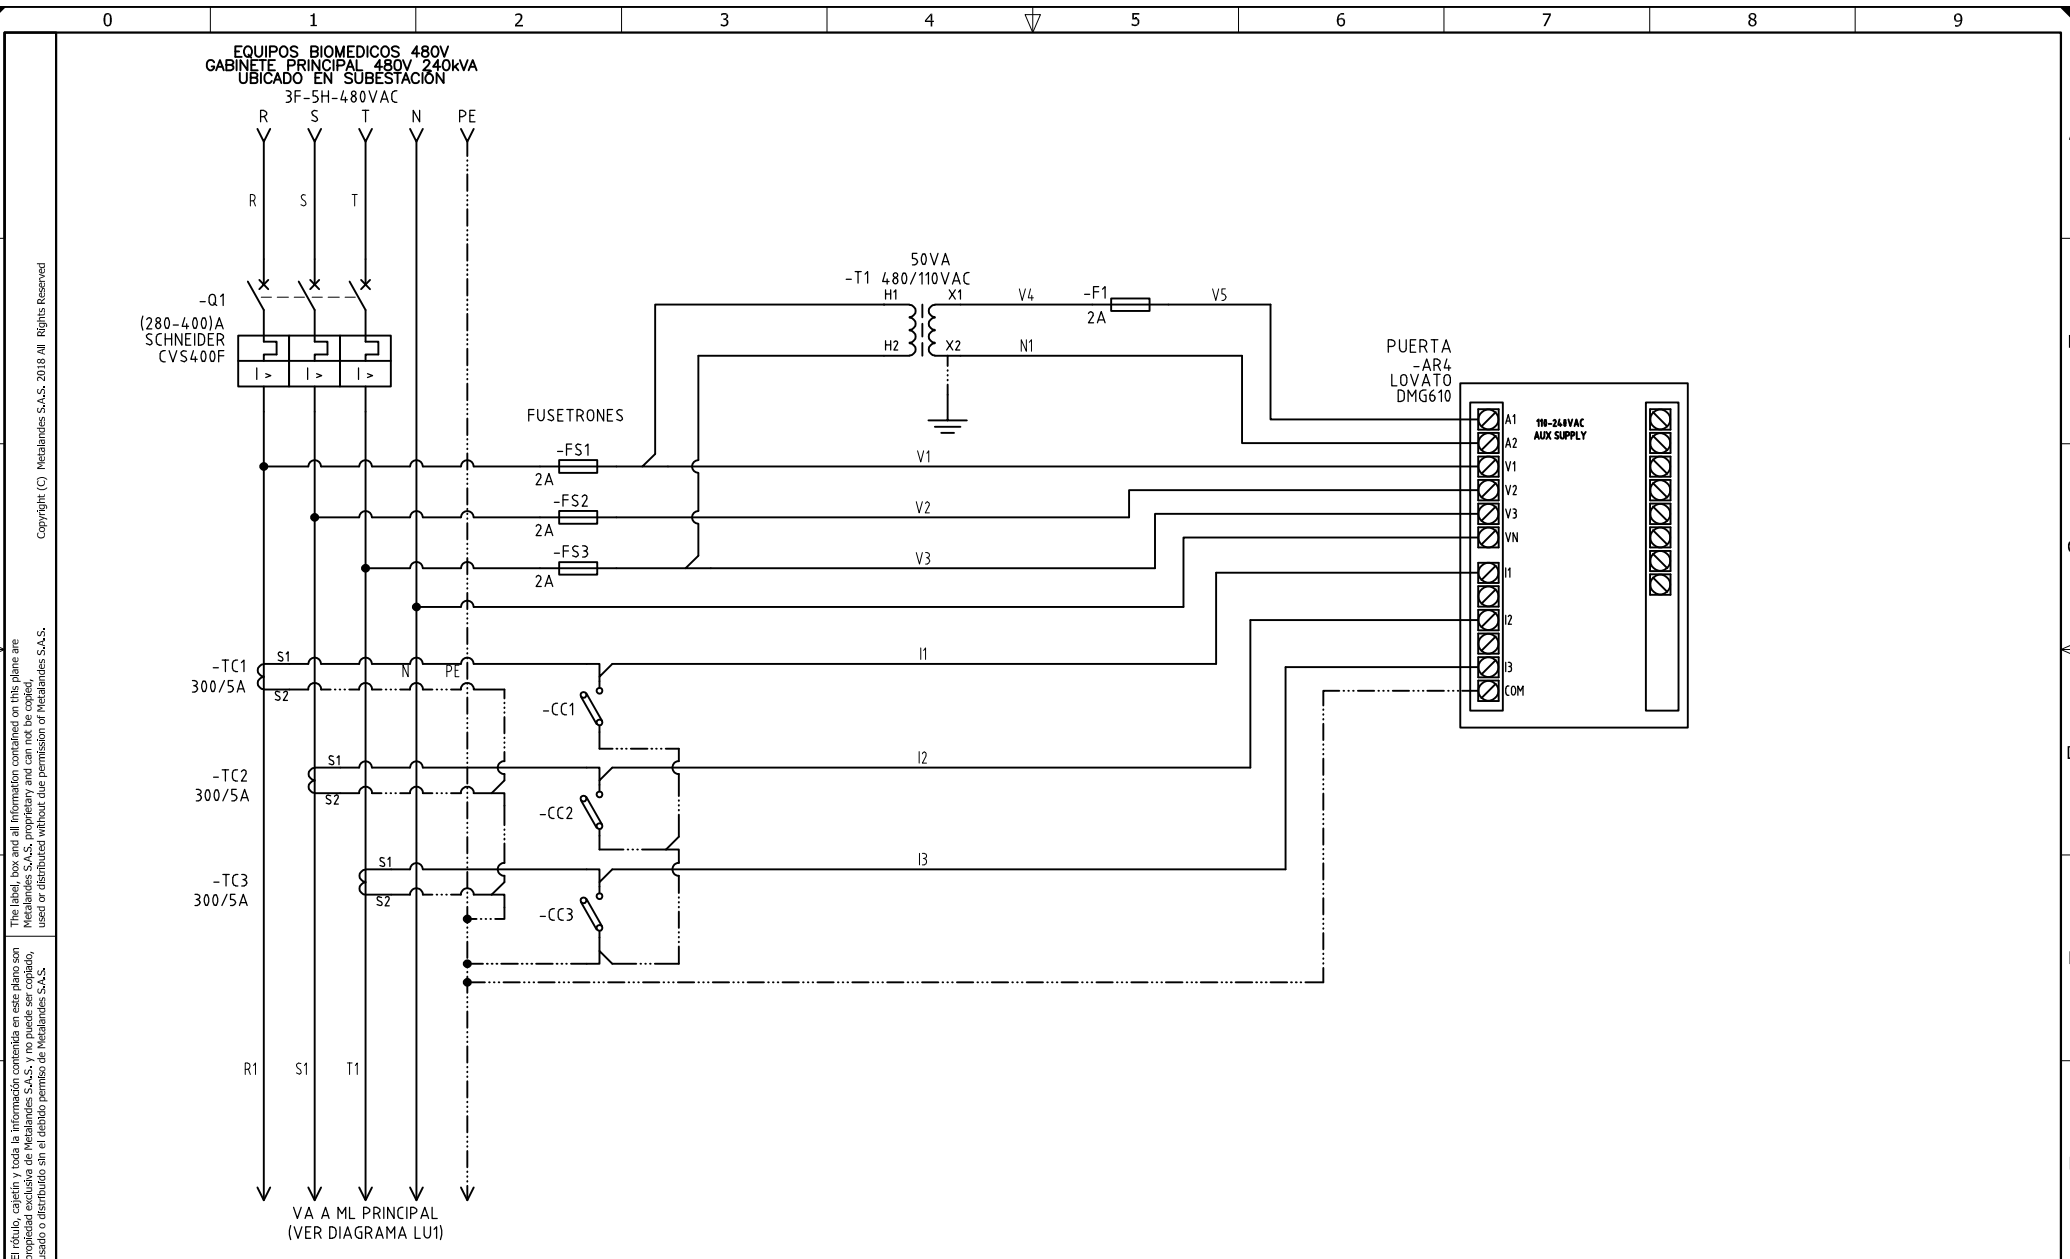 0 1 2 3 4 5 6 7 8 9
EQUIPOS BIOMEDICOS 480V
GABINETE PRINCIPAL 480V 240kVA
UBICADO EN SUBESTACIÓN
3F-5H-480VAC
R S T N PE
R S T
-Q1
(280-400)A
SCHNEIDER
CVS400F
I > I > I >
50VA
-T1 480/110VAC
H1 X1 V4 -F1 V5
2A
H2 X2 N1
PUERTA
-AR4
LOVATO
DMG610
A1
110-240VAC
AUX SUPPLY
A2
V1
V2
V3
VN
I1
I2
I3
COM
FUSETRONES
-FS1
2A
V1
-FS2
2A
V2
-FS3
2A
V3
-TC1
300/5A
S1
S2
N PE
I1
-CC1
-TC2
300/5A
S1
S2
I2
-CC2
-TC3
300/5A
S1
S2
I3
-CC3
R1 S1 T1
VA A ML PRINCIPAL
(VER DIAGRAMA LU1)
Copyright (C) Metalandes S.A.S. 2018 All Rights Reserved
The label, box and all information contained on this plane are
Metalandes S.A.S. proprietary and can not be copied,
used or distributed without due permission of Metalandes S.A.S.
El rótulo, cajetín y toda la información contenida en este plano son
propiedad exclusiva de Metalandes S.A.S. y no puede ser copiado,
usado o distribuido sin el debido permiso de Metalandes S.A.S.